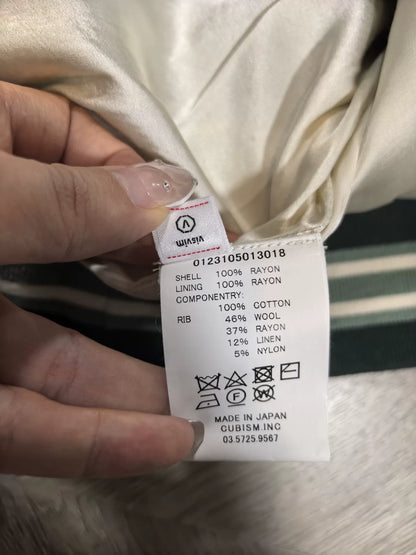 visvim
0123105013018
SHELL 100% RAYON
LINING 100% RAYON
COMPONENTRY:
100% COTTON
RIB 46% WOOL
37% RAYON
12% LINEN
5% NYLON
MADE IN JAPAN
CUBISM.INC
03.5725.9567